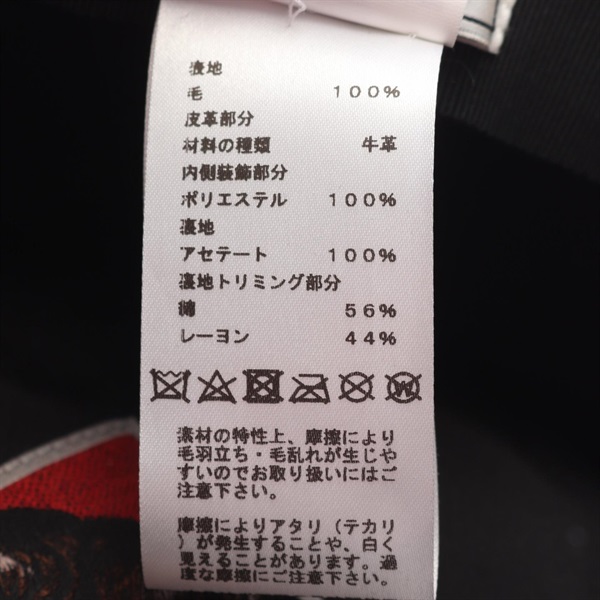 表地
毛 100%
皮革部分
材料の種類 牛革
内側装飾部分
ポリエステル 100%
裏地
アセテート 100%
裏地トリミング部分
綿 56%
レーヨン 44%
W
素材の特性上、摩擦により
毛羽立ち・毛乱れが生じや
すいのでお取り扱いにはご
注意下さい。
摩擦によりアタリ（テカリ
）が発生することや、白く
見えることがあります。過
度な摩擦にご注意下さい。